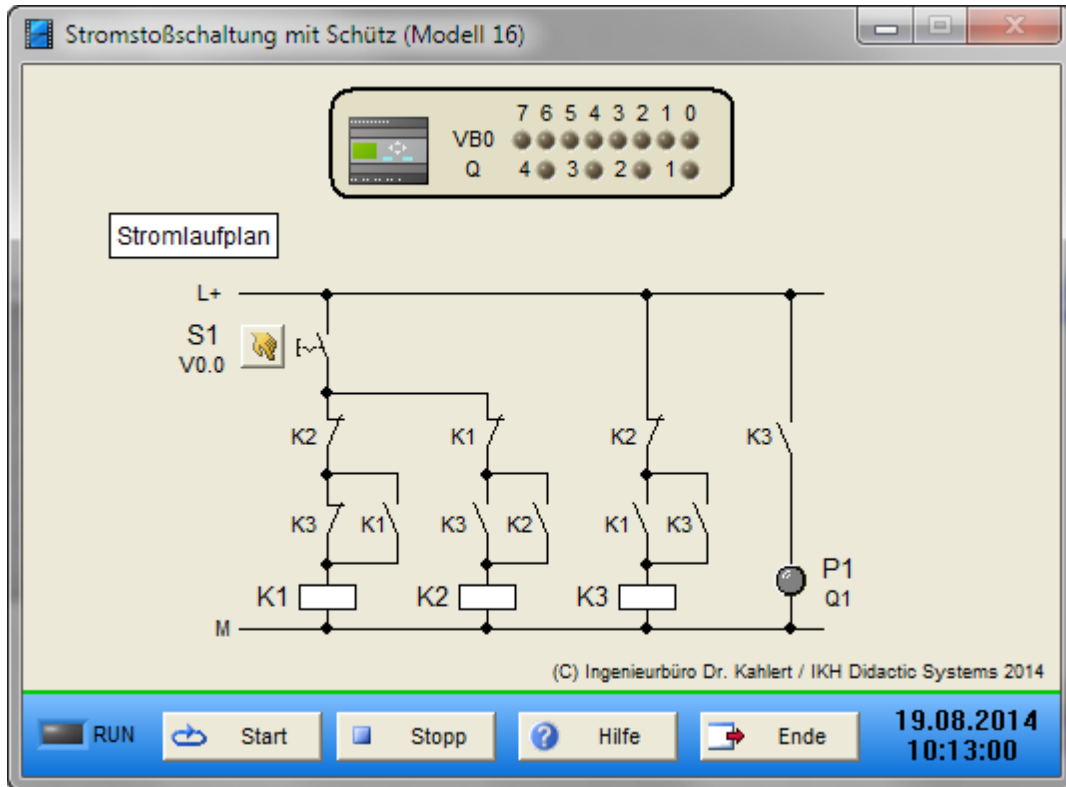 Stromstoßschaltung mit Schütz (Modell 16)
7 6 5 4 3 2 1 0
VB0
Q 4 3 2 1
Stromlaufplan
L+
S1
V0.0
K2 K1 K2 K3
K3 K1 K3 K2 K1 K3
K1 K2 K3 P1
Q1
M
(C) Ingenieurbüro Dr. Kahlert / IKH Didactic Systems 2014
RUN Start Stopp Hilfe Ende 19.08.2014
10:13:00